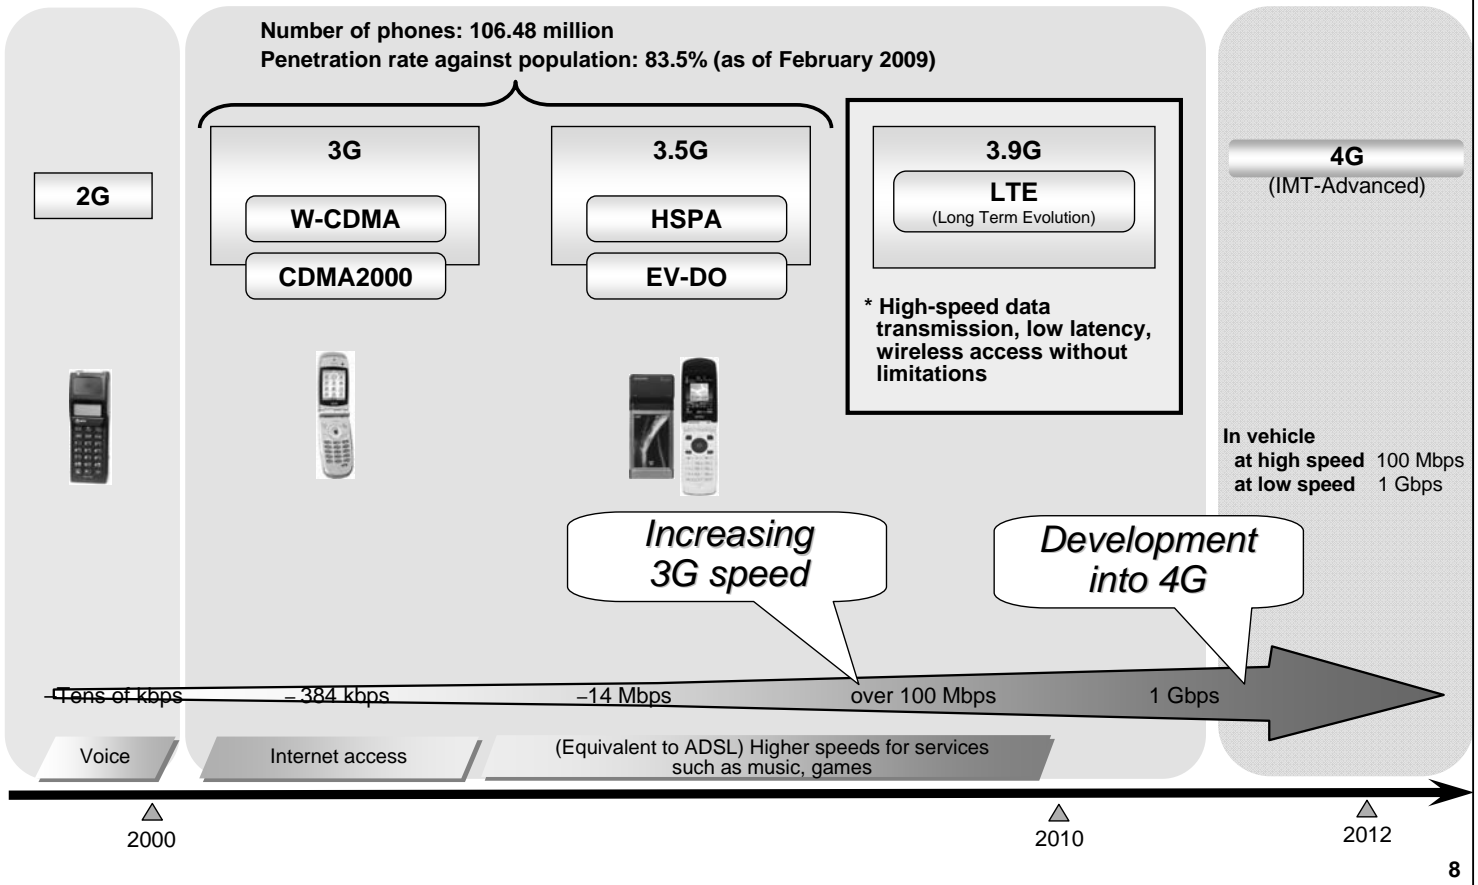 Number of phones: 106.48 million
Penetration rate against population: 83.5% (as of February 2009)
2G
3G
W-CDMA
CDMA2000
3.5G
HSPA
EV-DO
3.9G
LTE
(Long Term Evolution)
* High-speed data
transmission, low latency,
wireless access without
limitations
4G
(IMT-Advanced)
In vehicle
at high speed 100 Mbps
at low speed 1 Gbps
Increasing
3G speed
Development
into 4G
–Tens of kbps
– 384 kbps
–14 Mbps
over 100 Mbps
1 Gbps
Voice
Internet access
(Equivalent to ADSL) Higher speeds for services
such as music, games
2000
2010
2012
8